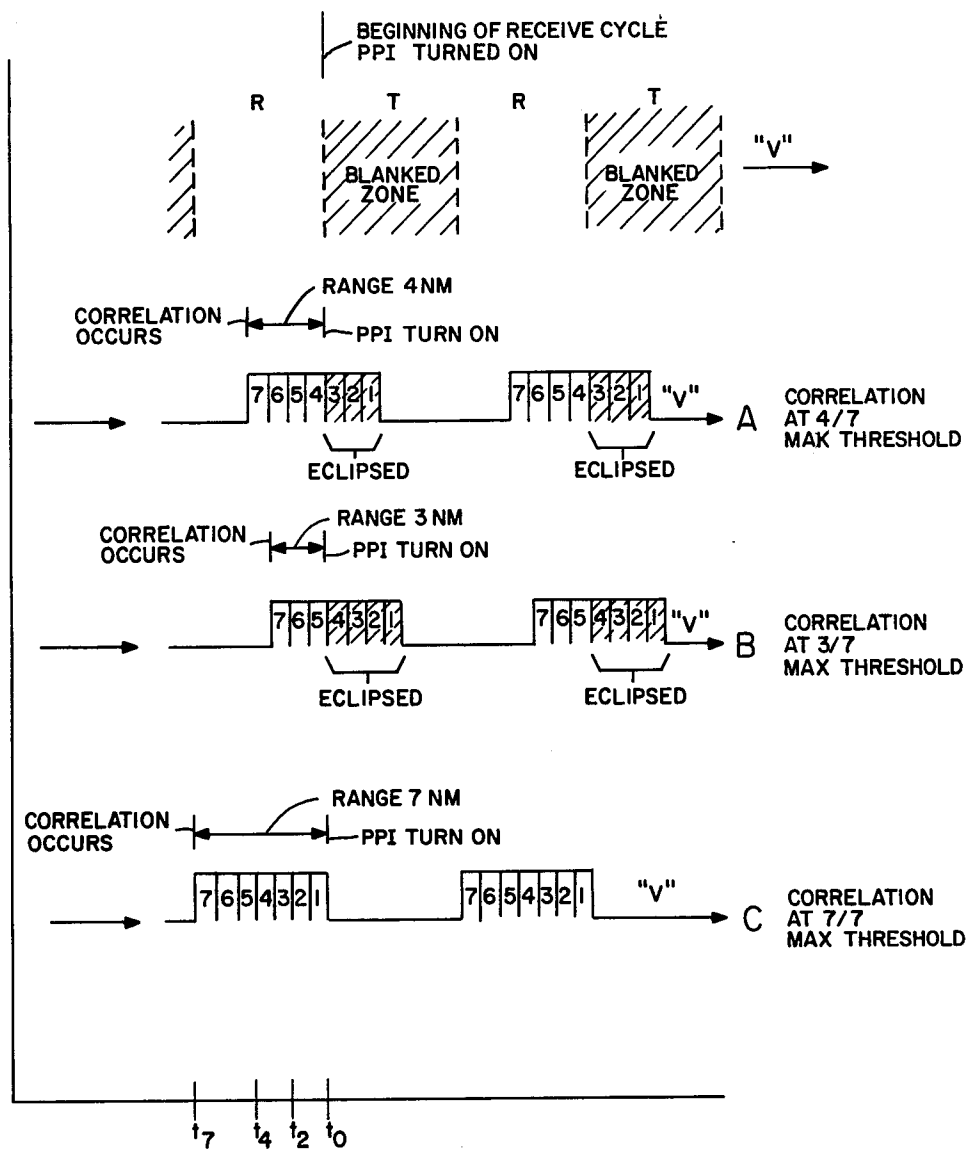 BEGINNING OF RECEIVE CYCLE
PPI TURNED ON
R T R T
BLANKED
ZONE
BLANKED
ZONE
"V"
RANGE 4NM
CORRELATION
OCCURS
PPI TURN ON
7 6 5 4 3 2 1
7 6 5 4 3 2 1
"V"
A
CORRELATION
AT 4/7
MAK THRESHOLD
ECLIPSED
ECLIPSED
RANGE 3 NM
CORRELATION
OCCURS
PPI TURN ON
7 6 5 4 3 2 1
7 6 5 4 3 2 1
"V"
B
CORRELATION
AT 3/7
MAX THRESHOLD
ECLIPSED
ECLIPSED
RANGE 7 NM
CORRELATION
OCCURS
PPI TURN ON
7 6 5 4 3 2 1
7 6 5 4 3 2 1
"V"
C
CORRELATION
AT 7/7
MAX THRESHOLD
t7 t4 t2 t0